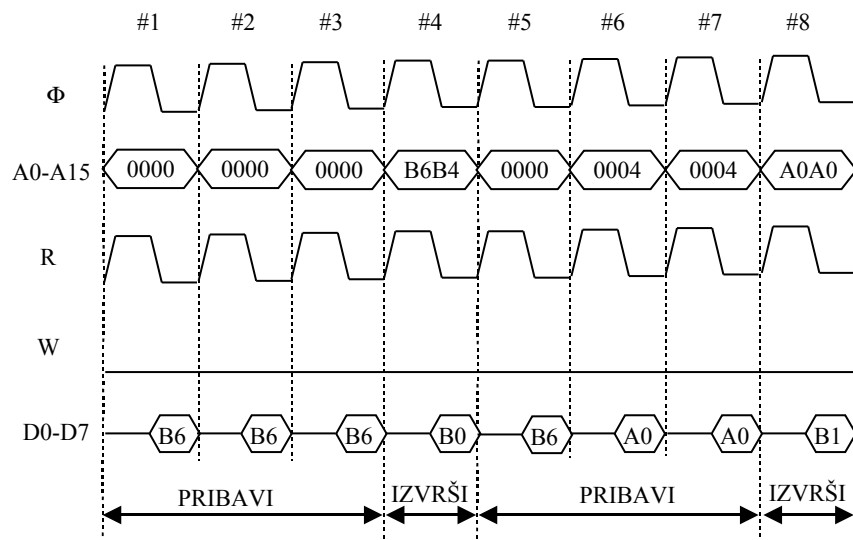 #1 #2 #3 #4 #5 #6 #7 #8
Φ
A0-A15 0000 0000 0000 B6B4 0000 0004 0004 A0A0
R
W
D0-D7 B6 B6 B6 B0 B6 A0 A0 B1
PRIBAVI IZVRŠI PRIBAVI IZVRŠI